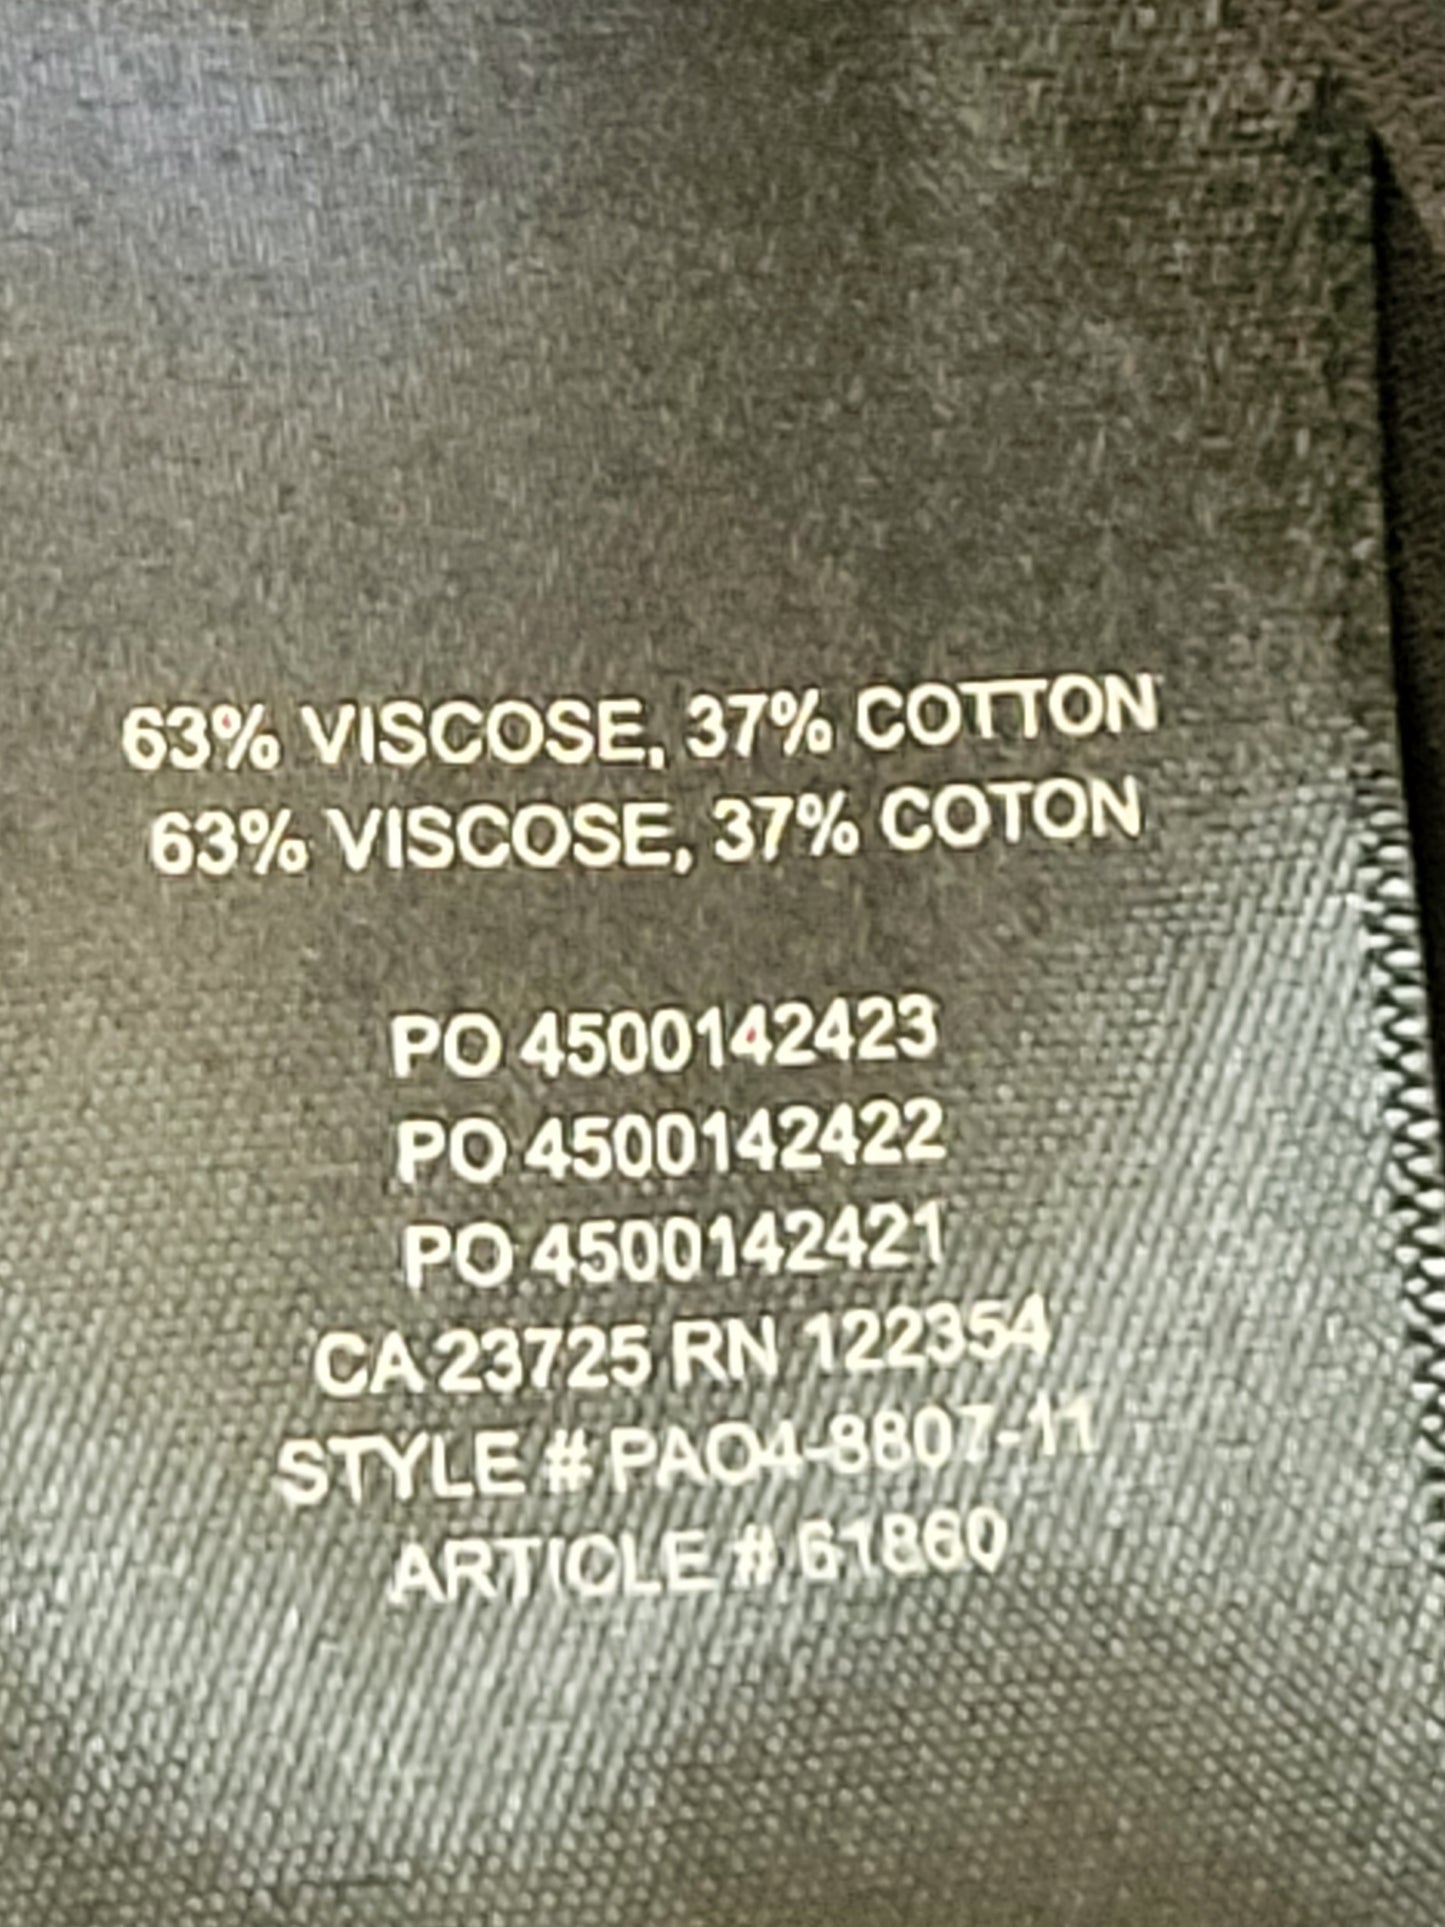 63% VISCOSE, 37% COTTON
63% VISCOSE, 37% COTON
PO 4500142423
PO 4500142422
PO 4500142421
CA 23725 RN 122354
STYLE # PAO4-8807-11
ARTICLE # 61860